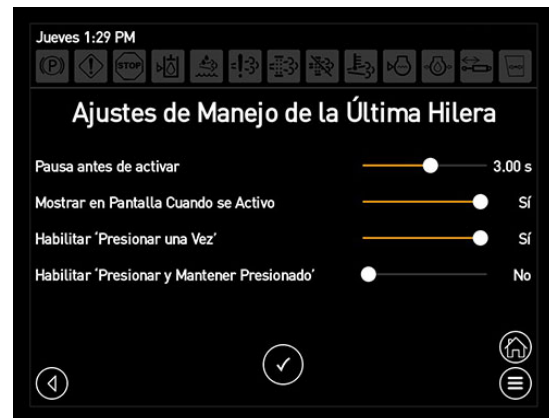 Jueves 1:29 PM
(P) STOP
Ajustes de Manejo de la Última Hilera
Pausa antes de activar 3.00 s
Mostrar en Pantalla Cuando se Activo Sí
Habilitar 'Presionar una Vez' Sí
Habilitar 'Presionar y Mantener Presionado' No